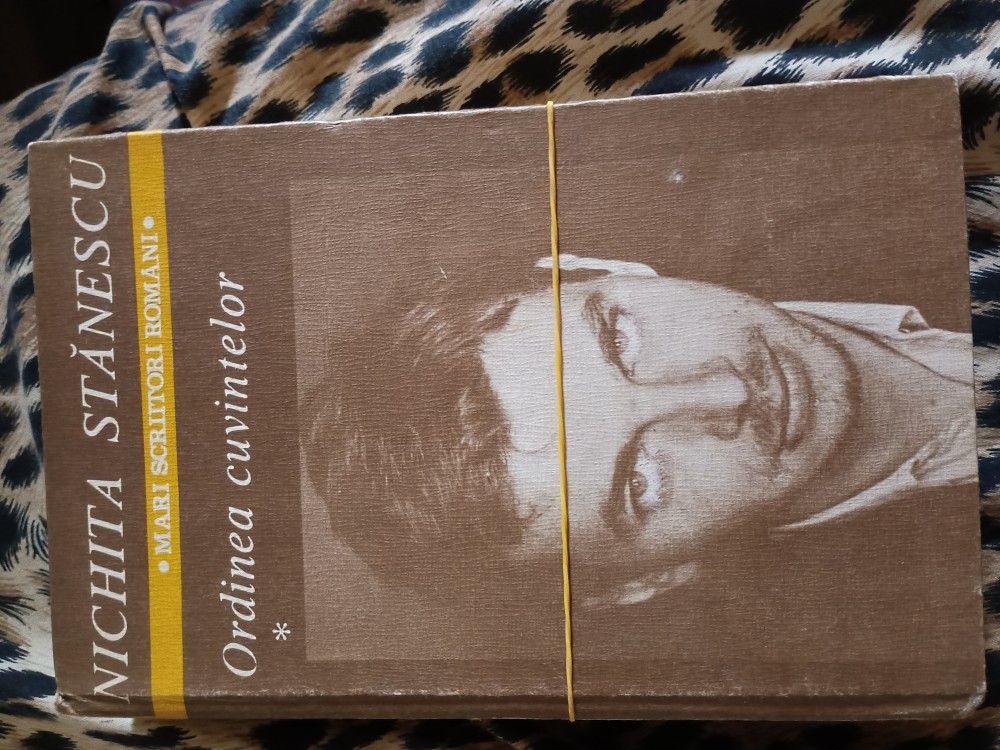 NICHITA STĂNESCU
• MARI SCRIITORI ROMÂNI •
Ordinea cuvintelor
*